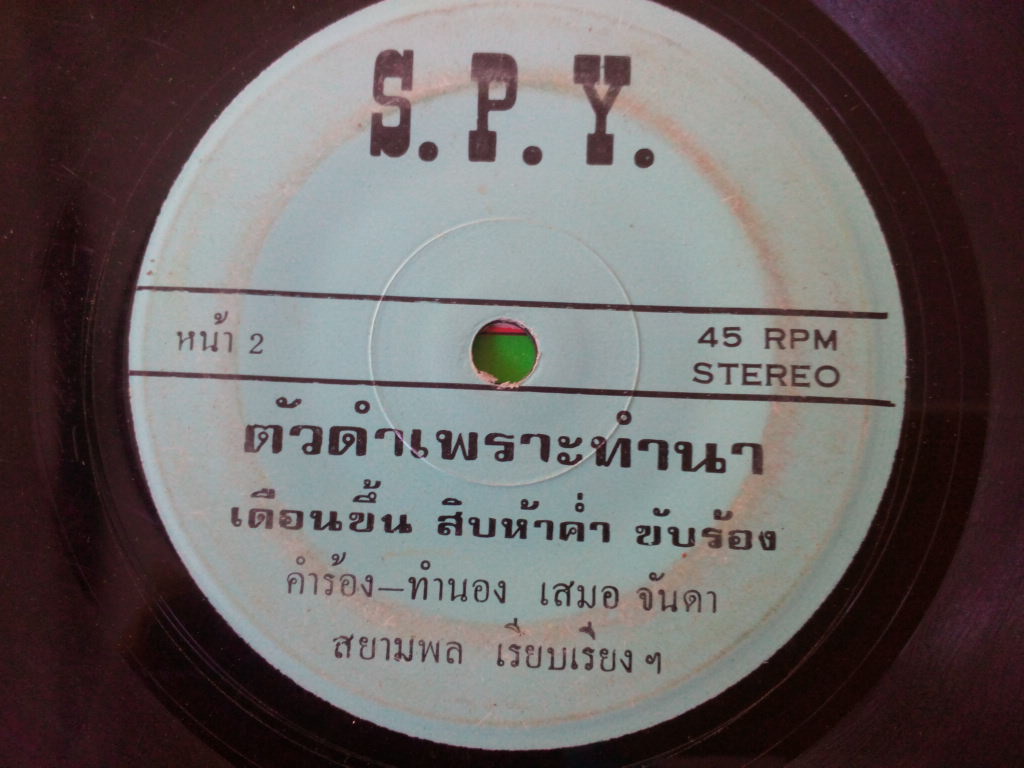 S. P. Y.
หน้า 2
45 RPM
STEREO
ตัวดำเพราะทำนา
เดือนขึ้น สิบห้าค่ำ ขับร้อง
คำร้อง–ทำนอง เสมอ จันดา
สยามพล เรียบเรียง ๆ